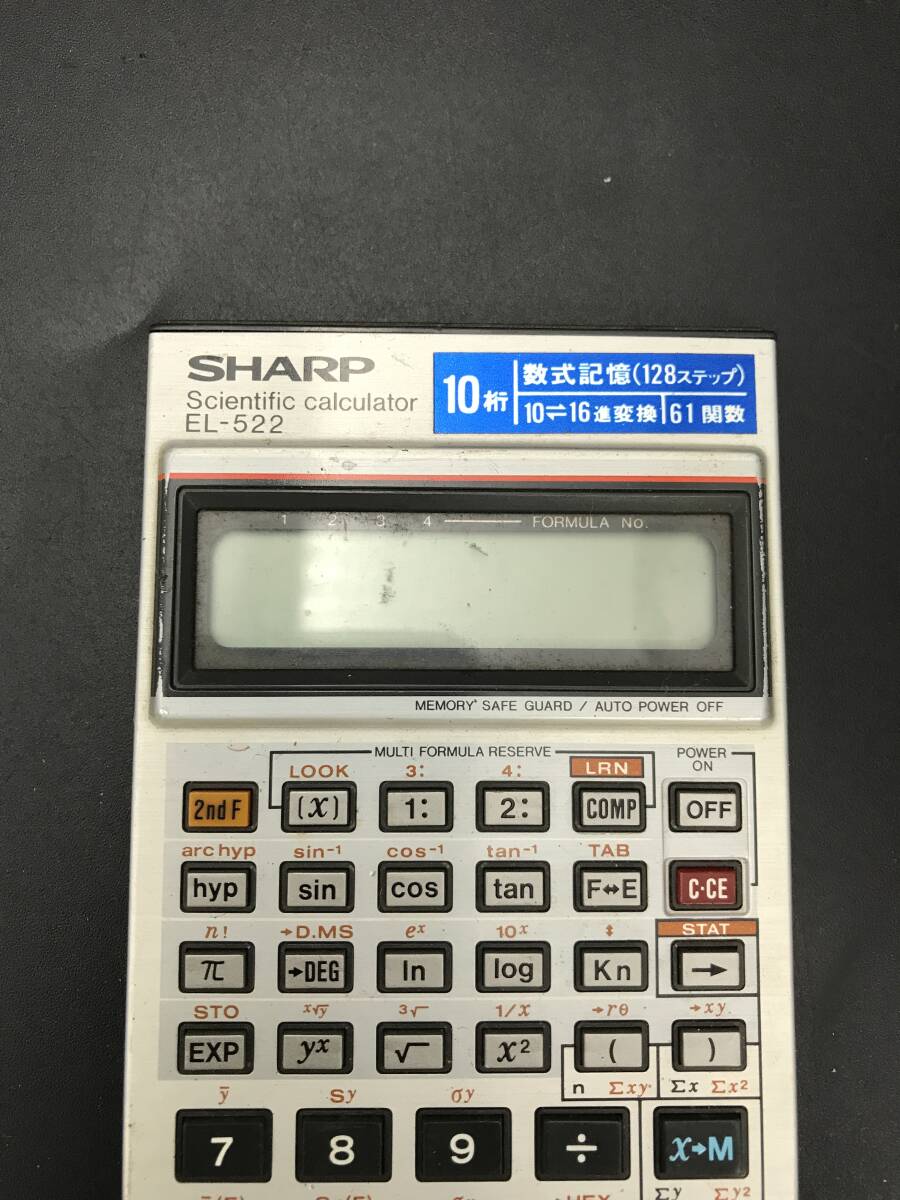 SHARP
Scientific calculator
EL-522
10桁
数式記憶(128ステップ)
10⇌16進変換
61関数
1 2 3 4 FORMULA No.
MEMORY SAFE GUARD / AUTO POWER OFF
MULTI FORMULA RESERVE
POWER ON
LOOK 3: 4: LRN
2nd F (x) 1: 2: COMP OFF
arc hyp sin⁻¹ cos⁻¹ tan⁻¹ TAB
hyp sin cos tan F↔E C·CE
n! →D.MS eˣ 10ˣ ↕ STAT
π →DEG ln log Kn →
STO ˣ√y ³√ 1/x →rθ →xy
EXP yˣ √ x² ( )
n Σxy Σx Σx²
ȳ Sy σy
7 8 9 ÷ x→M
Σy Σy²